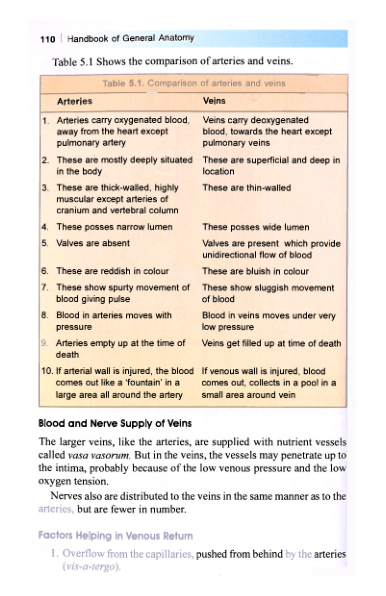 110 | Handbook of General Anatomy
Table 5.1 Shows the comparison of arteries and veins.
Table 5.1. Comparison of arteries and veins
Arteries Veins
1. Arteries carry oxygenated blood, Veins carry deoxygenated
away from the heart except blood, towards the heart except
pulmonary artery pulmonary veins
2. These are mostly deeply situated These are superficial and deep in
in the body location
3. These are thick-walled, highly These are thin-walled
muscular except arteries of
cranium and vertebral column
4. These posses narrow lumen These posses wide lumen
5. Valves are absent Valves are present which provide
unidirectional flow of blood
6. These are reddish in colour These are bluish in colour
7. These show spurty movement of These show sluggish movement
blood giving pulse of blood
8. Blood in arteries moves with Blood in veins moves under very
pressure low pressure
9. Arteries empty up at the time of Veins get filled up at time of death
death
10. If arterial wall is injured, the blood If venous wall is injured, blood
comes out like a 'fountain' in a comes out, collects in a pool in a
large area all around the artery small area around vein
Blood and Nerve Supply of Veins
The larger veins, like the arteries, are supplied with nutrient vessels
called vasa vasorum. But in the veins, the vessels may penetrate up to
the intima, probably because of the low venous pressure and the low
oxygen tension.
Nerves also are distributed to the veins in the same manner as to the
arteries, but are fewer in number.
Factors Helping in Venous Return
1. Overflow from the capillaries, pushed from behind by the arteries
(vis-a-tergo).